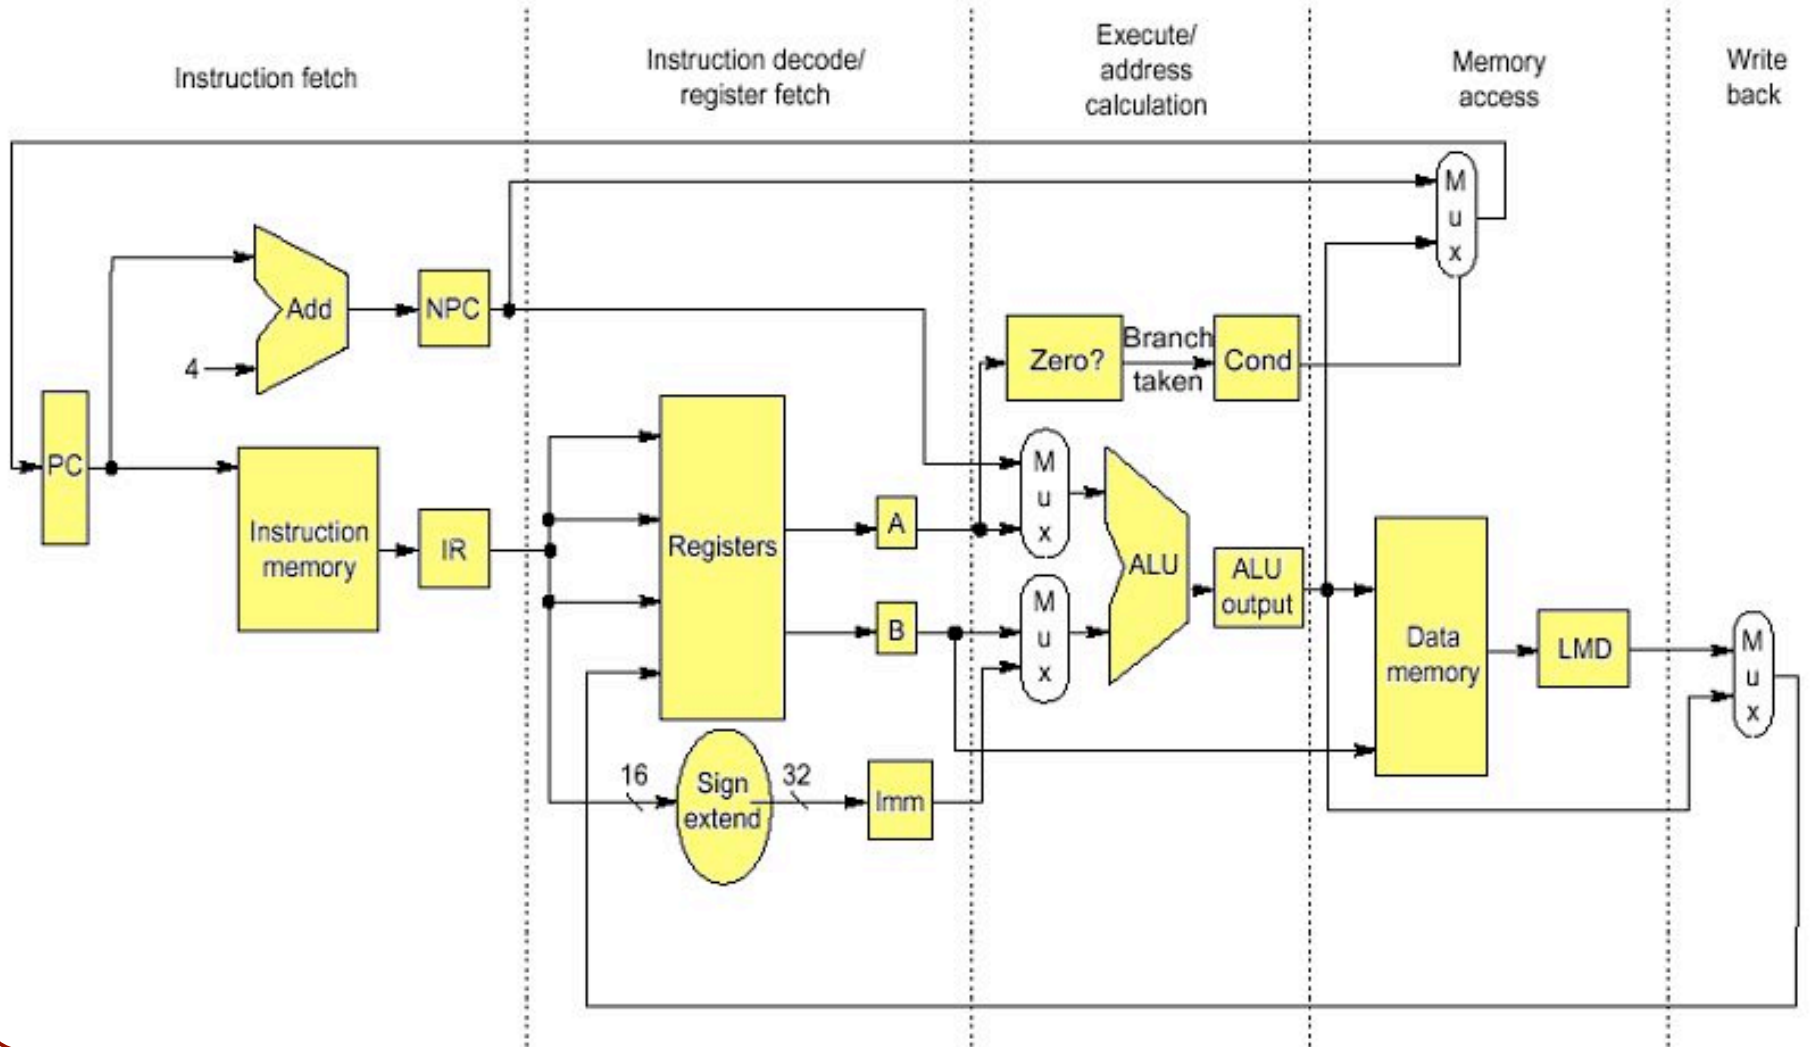 Instruction fetch
Instruction decode/
register fetch
Execute/
address
calculation
Memory
access
Write
back
M
u
x
Add
NPC
4
Zero?
Branch
taken
Cond
PC
Instruction
memory
IR
Registers
A
B
M
u
x
M
u
x
ALU
ALU
output
Data
memory
LMD
M
u
x
16
Sign
extend
32
Imm